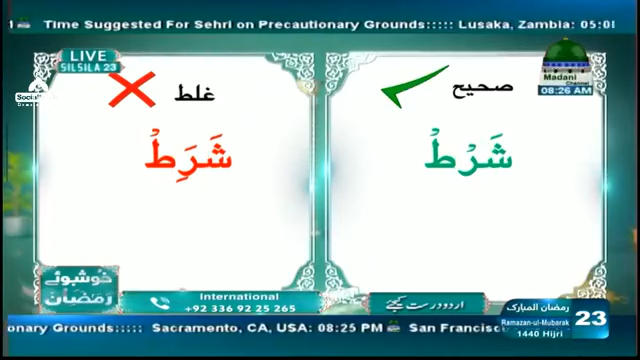 1 Time Suggested For Sehri on Precautionary Grounds::::: Lusaka, Zambia: 05:0
LIVE
SILSILA 23
غلط
صحیح
Madani
Channel
08:26 AM
شَرَِطْ
شَرْطْ
خوشبوئے
رمضان
International
+92 336 92 25 265
اردو درست کیجئے
رمضان المبارک
Ramazan-ul-Mubarak
1440 Hijri
23
onary Grounds::::: Sacramento, CA, USA: 08:25 PM San Francisc